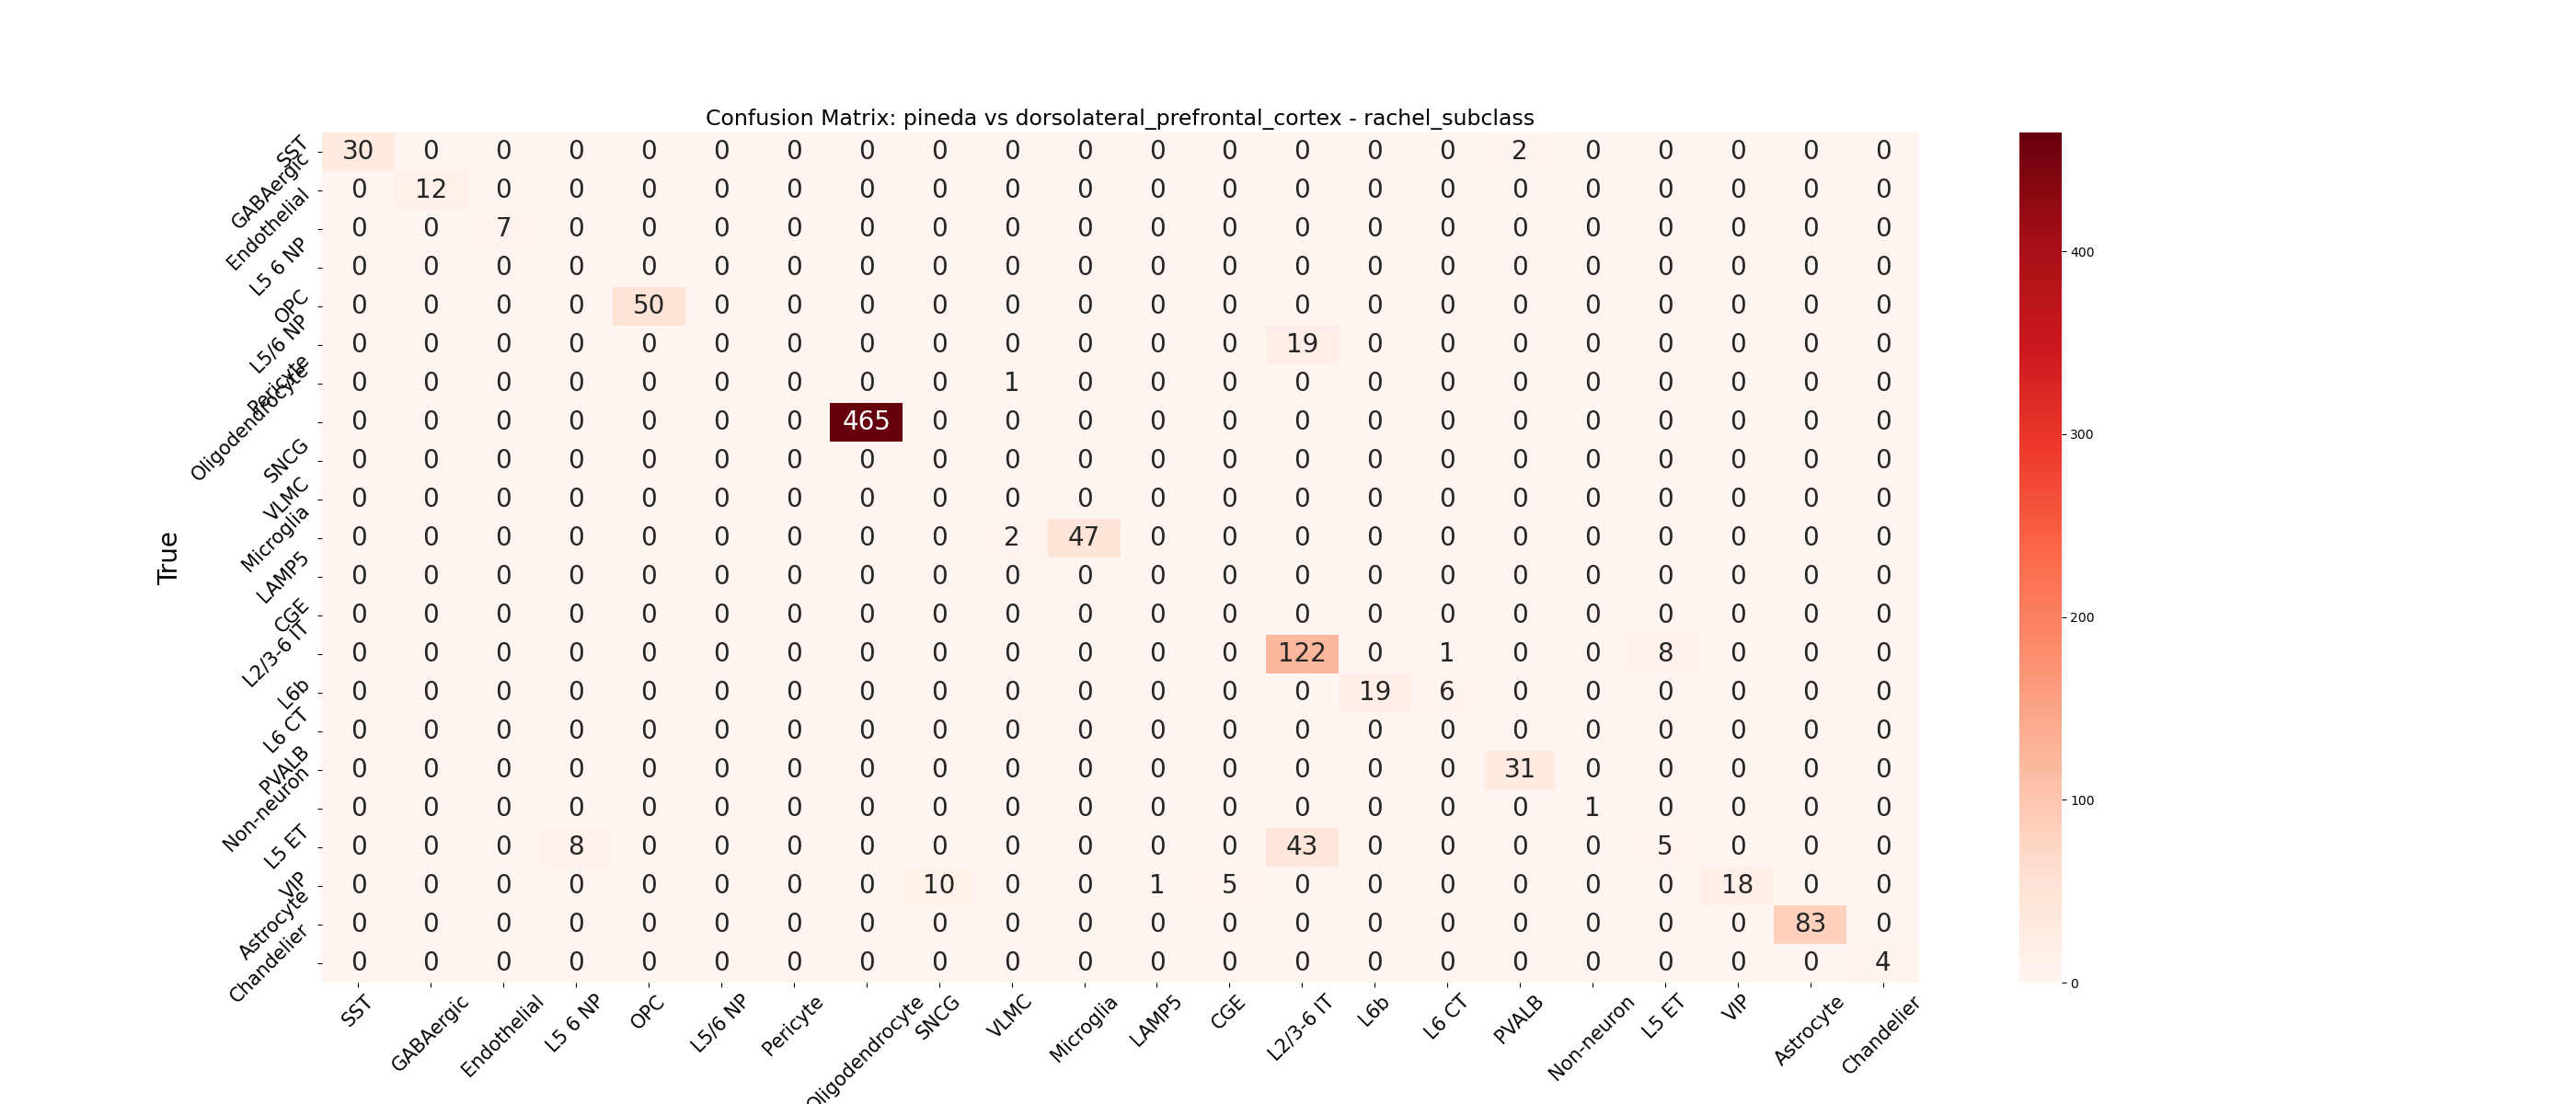 Confusion Matrix: pineda vs dorsolateral_prefrontal_cortex - rachel_subclass
True
SST 30 0 0 0 0 0 0 0 0 0 0 0 0 0 0 0 2 0 0 0 0 0
GABAergic 0 12 0 0 0 0 0 0 0 0 0 0 0 0 0 0 0 0 0 0 0 0
Endothelial 0 0 7 0 0 0 0 0 0 0 0 0 0 0 0 0 0 0 0 0 0 0
L5 6 NP 0 0 0 0 0 0 0 0 0 0 0 0 0 0 0 0 0 0 0 0 0 0
OPC 0 0 0 0 50 0 0 0 0 0 0 0 0 0 0 0 0 0 0 0 0 0
L5/6 NP 0 0 0 0 0 0 0 0 0 0 0 0 0 19 0 0 0 0 0 0 0 0
Pericyte 0 0 0 0 0 0 0 0 0 1 0 0 0 0 0 0 0 0 0 0 0 0
Oligodendrocyte 0 0 0 0 0 0 0 465 0 0 0 0 0 0 0 0 0 0 0 0 0 0
SNCG 0 0 0 0 0 0 0 0 0 0 0 0 0 0 0 0 0 0 0 0 0 0
VLMC 0 0 0 0 0 0 0 0 0 0 0 0 0 0 0 0 0 0 0 0 0 0
Microglia 0 0 0 0 0 0 0 0 0 2 47 0 0 0 0 0 0 0 0 0 0 0
LAMP5 0 0 0 0 0 0 0 0 0 0 0 0 0 0 0 0 0 0 0 0 0 0
CGE 0 0 0 0 0 0 0 0 0 0 0 0 0 0 0 0 0 0 0 0 0 0
L2/3-6 IT 0 0 0 0 0 0 0 0 0 0 0 0 0 122 0 1 0 0 8 0 0 0
L6b 0 0 0 0 0 0 0 0 0 0 0 0 0 0 19 6 0 0 0 0 0 0
L6 CT 0 0 0 0 0 0 0 0 0 0 0 0 0 0 0 0 0 0 0 0 0 0
PVALB 0 0 0 0 0 0 0 0 0 0 0 0 0 0 0 0 31 0 0 0 0 0
Non-neuron 0 0 0 0 0 0 0 0 0 0 0 0 0 0 0 0 0 1 0 0 0 0
L5 ET 0 0 0 8 0 0 0 0 0 0 0 0 0 43 0 0 0 0 5 0 0 0
VIP 0 0 0 0 0 0 0 0 10 0 0 1 5 0 0 0 0 0 0 18 0 0
Astrocyte 0 0 0 0 0 0 0 0 0 0 0 0 0 0 0 0 0 0 0 0 83 0
Chandelier 0 0 0 0 0 0 0 0 0 0 0 0 0 0 0 0 0 0 0 0 0 4
SST GABAergic Endothelial L5 6 NP OPC L5/6 NP Pericyte Oligodendrocyte SNCG VLMC Microglia LAMP5 CGE L2/3-6 IT L6b L6 CT PVALB Non-neuron L5 ET VIP Astrocyte Chandelier
400
300
200
100
0